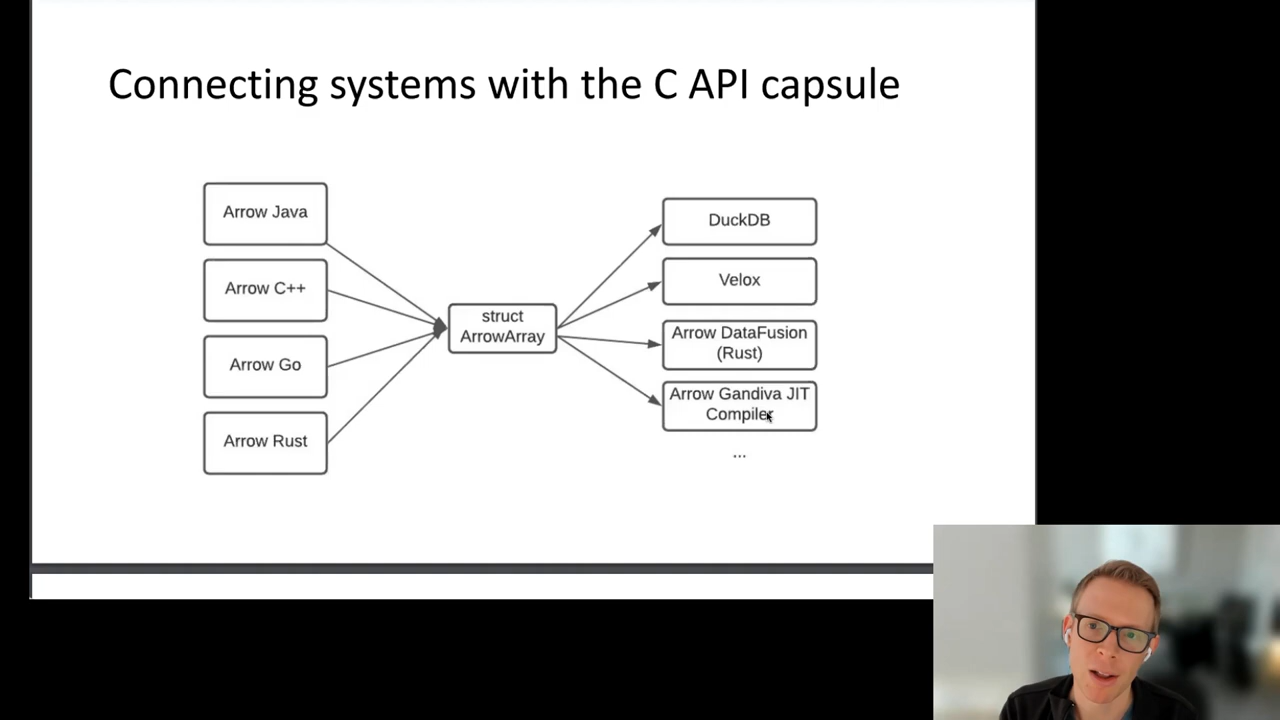 Connecting systems with the C API capsule
Arrow Java
Arrow C++
Arrow Go
Arrow Rust
struct
ArrowArray
DuckDB
Velox
Arrow DataFusion
(Rust)
Arrow Gandiva JIT
Compiler
...